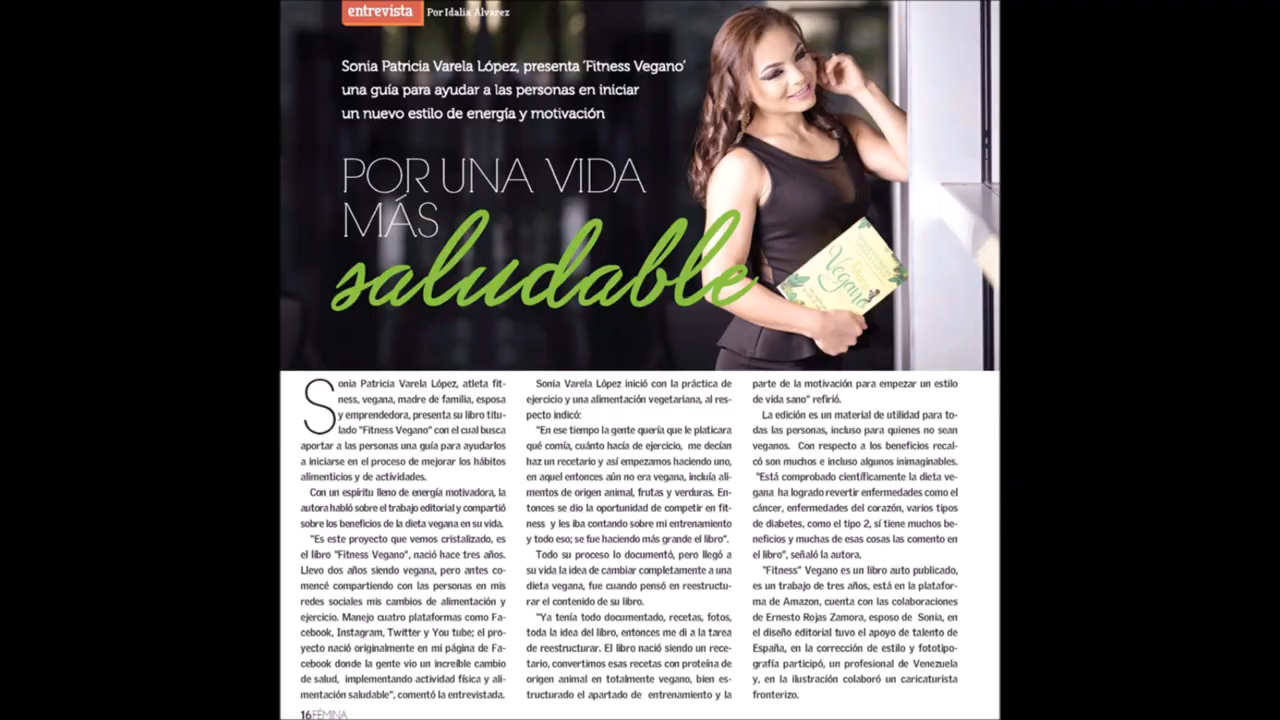 entrevista Por Idalia Álvarez
Sonia Patricia Varela López, presenta ‘Fitness Vegano’
una guía para ayudar a las personas en iniciar
un nuevo estilo de energía y motivación
POR UNA VIDA
MÁS
saludable
Vegano
Sonia Patricia Varela López, atleta fit-
ness, vegana, madre de familia, esposa
y emprendedora, presenta su libro titu-
lado "Fitness Vegano" con el cual busca
aportar a las personas una guía para ayudarlos
a iniciarse en el proceso de mejorar los hábitos
alimenticios y de actividades.
Con un espíritu lleno de energía motivadora, la
autora habló sobre el trabajo editorial y compartió
sobre los beneficios de la dieta vegana en su vida.
"Es este proyecto que vemos cristalizado, es
el libro "Fitness Vegano", nació hace tres años.
Llevo dos años siendo vegana, pero antes co-
mencé compartiendo con las personas en mis
redes sociales mis cambios de alimentación y
ejercicio. Manejo cuatro plataformas como Fa-
cebook, Instagram, Twitter y You tube; el pro-
yecto nació originalmente en mi página de Fa-
cebook donde la gente vio un increíble cambio
de salud, implementando actividad física y ali-
mentación saludable", comentó la entrevistada.
Sonia Varela López inició con la práctica de
ejercicio y una alimentación vegetariana, al res-
pecto indicó:
"En ese tiempo la gente quería que le platicara
qué comía, cuánto hacía de ejercicio, me decían
haz un recetario y así empezamos haciendo uno,
en aquel entonces aún no era vegana, incluía ali-
mentos de origen animal, frutas y verduras. En-
tonces se dio la oportunidad de competir en fit-
ness y les iba contando sobre mi entrenamiento
y todo eso; se fue haciendo más grande el libro".
Todo su proceso lo documentó, pero llegó a
su vida la idea de cambiar completamente a una
dieta vegana, fue cuando pensó en reestructu-
rar el contenido de su libro.
"Ya tenía todo documentado, recetas, fotos,
toda la idea del libro, entonces me di a la tarea
de reestructurar. El libro nació siendo un rece-
tario, convertimos esas recetas con proteína de
origen animal en totalmente vegano, bien es-
tructurado el apartado de entrenamiento y la
parte de la motivación para empezar un estilo
de vida sano" refirió.
La edición es un material de utilidad para to-
das las personas, incluso para quienes no sean
veganos. Con respecto a los beneficios recal-
có son muchos e incluso algunos inimaginables.
"Está comprobado científicamente la dieta ve-
gana ha logrado revertir enfermedades como el
cáncer, enfermedades del corazón, varios tipos
de diabetes, como el tipo 2, sí tiene muchos be-
neficios y muchas de esas cosas las comento en
el libro", señaló la autora.
"Fitness" Vegano es un libro auto publicado,
es un trabajo de tres años, está en la platafor-
ma de Amazon, cuenta con las colaboraciones
de Ernesto Rojas Zamora, esposo de Sonia, en
el diseño editorial tuvo el apoyo de talento de
España, en la corrección de estilo y fototipo-
grafía participó, un profesional de Venezuela
y, en la ilustración colaboró un caricaturista
fronterizo.
16FÉMINA